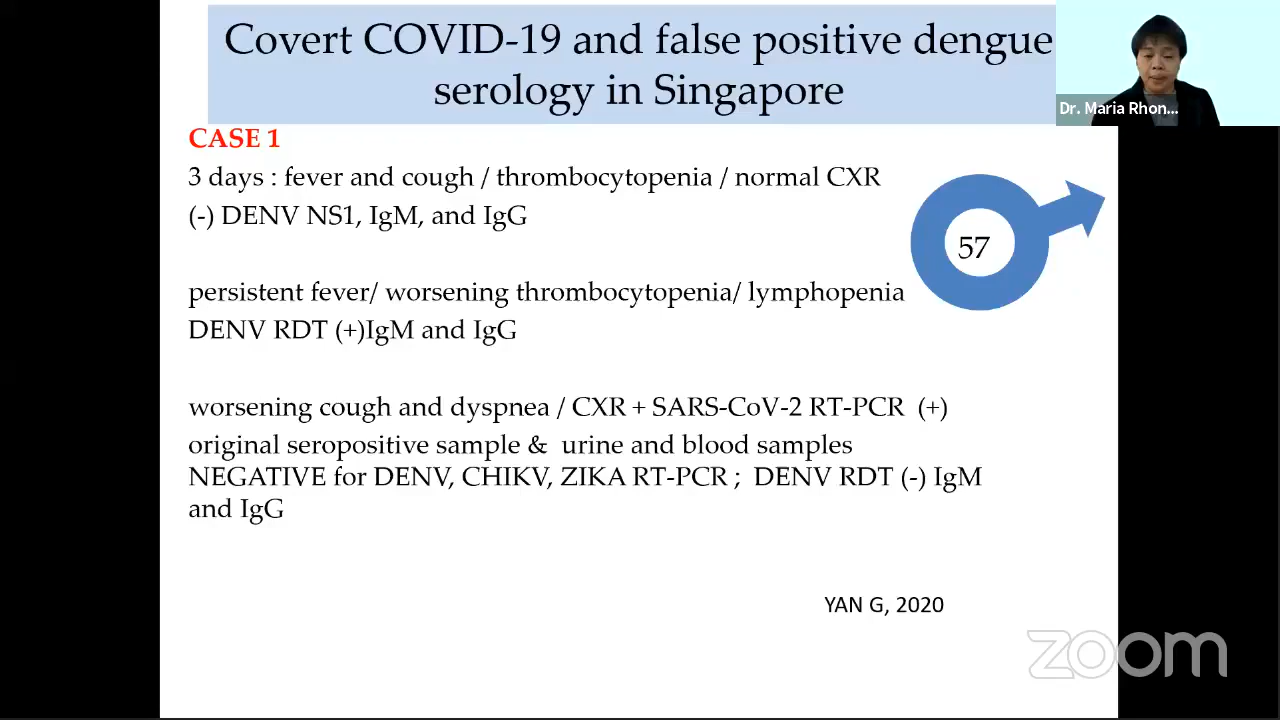 Covert COVID-19 and false positive dengue
serology in Singapore
Dr. Maria Rhon...
CASE 1
3 days : fever and cough / thrombocytopenia / normal CXR
(-) DENV NS1, IgM, and IgG
57
persistent fever/ worsening thrombocytopenia/ lymphopenia
DENV RDT (+)IgM and IgG
worsening cough and dyspnea / CXR + SARS-CoV-2 RT-PCR (+)
original seropositive sample & urine and blood samples
NEGATIVE for DENV, CHIKV, ZIKA RT-PCR ; DENV RDT (-) IgM
and IgG
YAN G, 2020
zoom